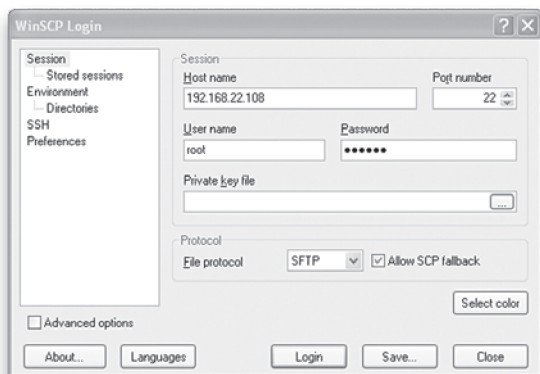 WinSCP Login
Session
Stored sessions
Environment
Directories
SSH
Preferences
Session
Host name
Port number
192.168.22.108
22
User name
Password
root
••••••
Private key file
...
Protocol
File protocol
SFTP
Allow SCP fallback
Select color
Advanced options
About...
Languages
Login
Save...
Close